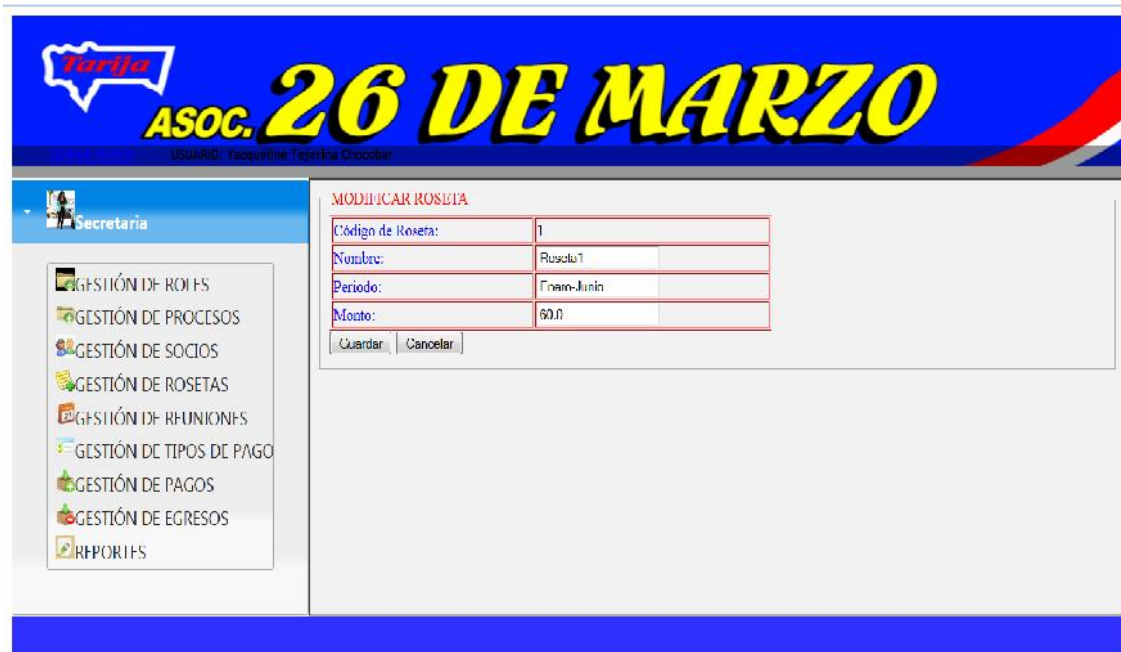 Tarija
ASOC. 26 DE MARZO
USUARIO: Yacqueline Tejerina Chocobar
Secretaria
GESTIÓN DE ROLES
GESTIÓN DE PROCESOS
GESTIÓN DE SOCIOS
GESTIÓN DE ROSETAS
GESTIÓN DE REUNIONES
GESTIÓN DE TIPOS DE PAGO
GESTIÓN DE PAGOS
GESTIÓN DE EGRESOS
REPORTES
MODIFICAR ROSETA
Código de Roseta: 1
Nombre: Roseta1
Periodo: Enero-Junio
Monto: 60.0
Guardar Cancelar